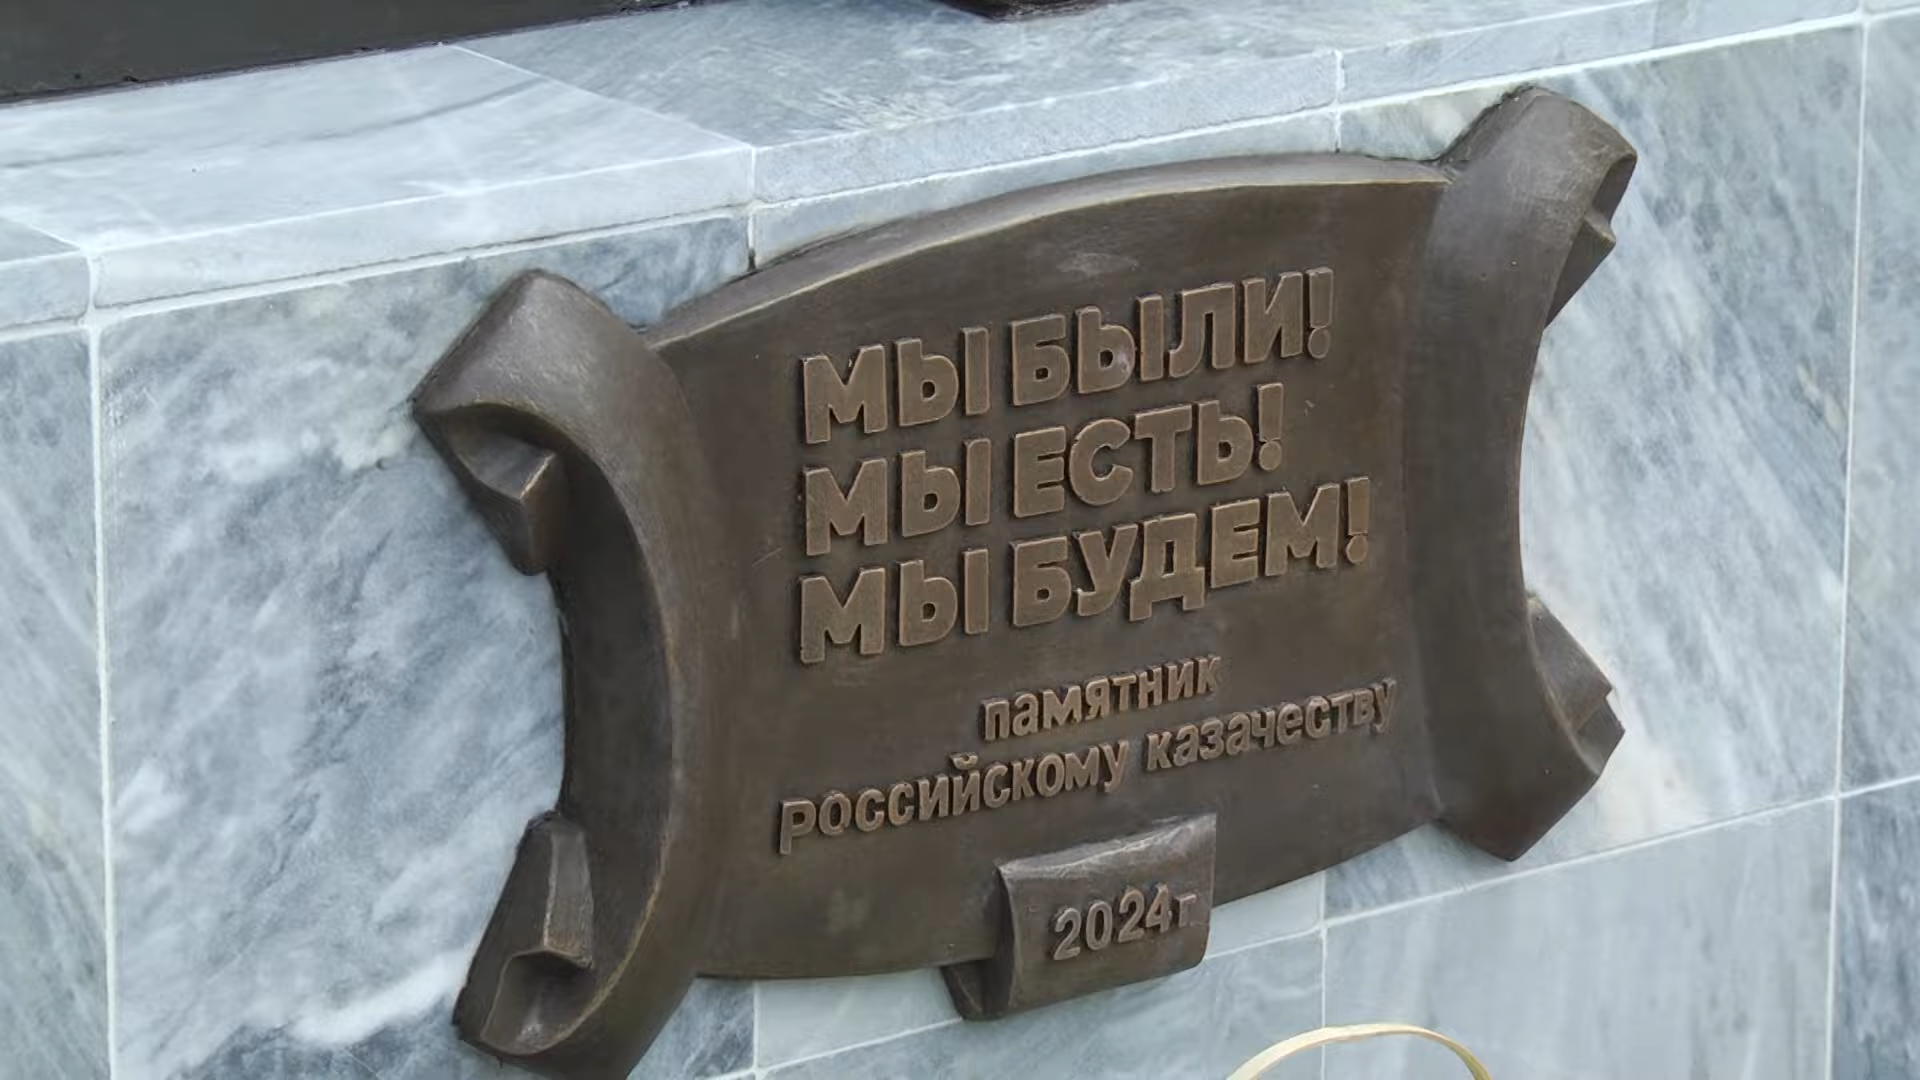 МЫ БЫЛИ!
МЫ ЕСТЬ!
МЫ БУДЕМ!
памятник
российскому казачеству
2024г.